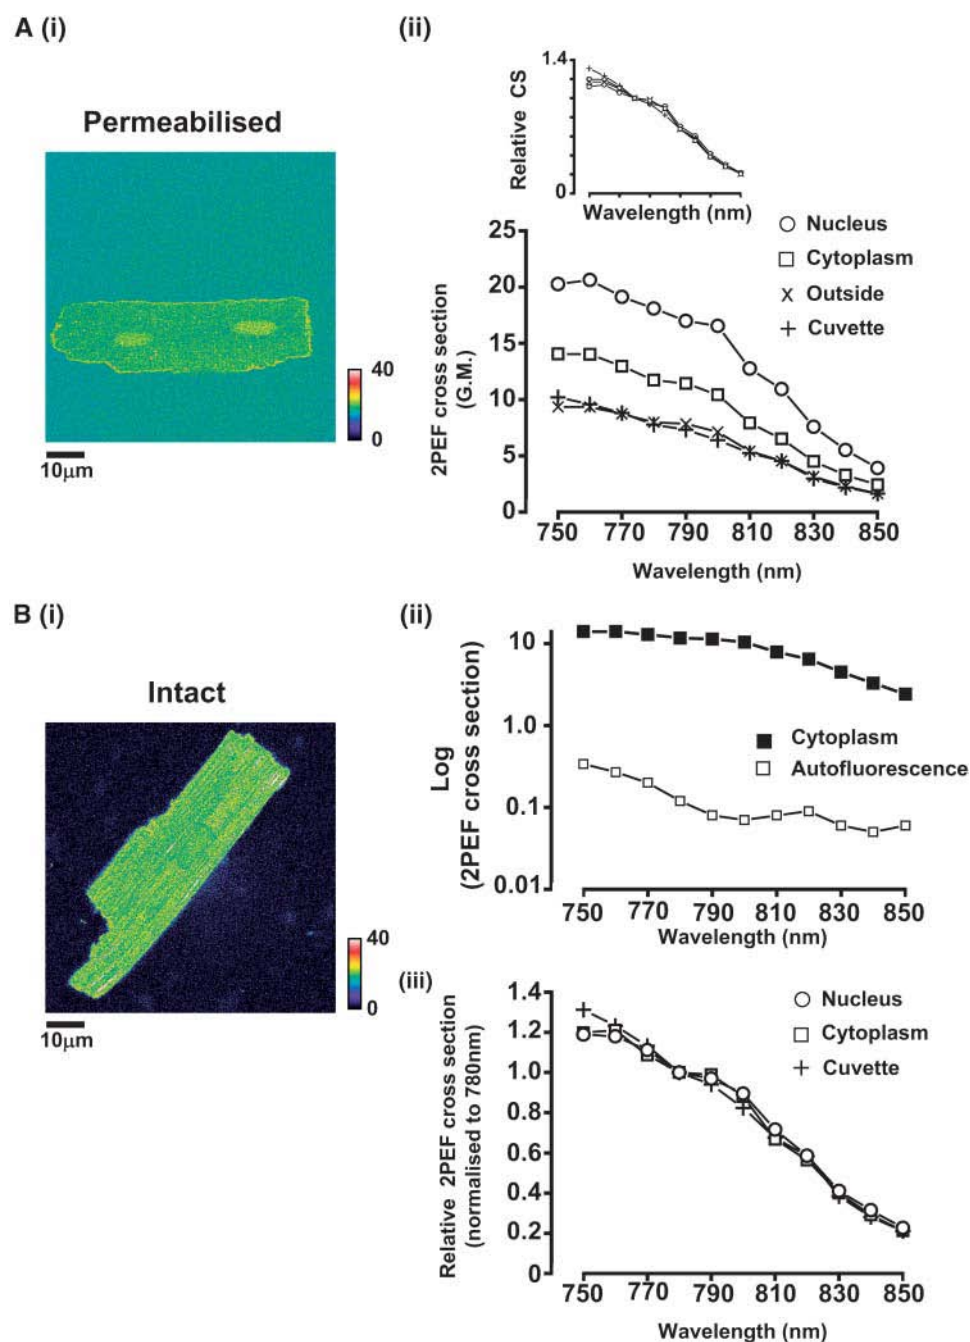 A (i)
Permeabilised
40
0
10μm
(ii)
1.4
0
Relative CS
Wavelength (nm)
Nucleus
Cytoplasm
Outside
Cuvette
25
20
15
10
5
0
2PEF cross section
(G.M.)
750 770 790 810 830 850
Wavelength (nm)
B (i)
Intact
40
0
10μm
(ii)
10
1.0
0.1
0.01
Log
(2PEF cross section)
Cytoplasm
Autofluorescence
750 770 790 810 830 850
Wavelength (nm)
(iii)
1.4
1.2
1.0
0.8
0.6
0.4
0.2
0
Relative 2PEF cross section
(normalised to 780nm)
Nucleus
Cytoplasm
Cuvette
750 770 790 810 830 850
Wavelength (nm)